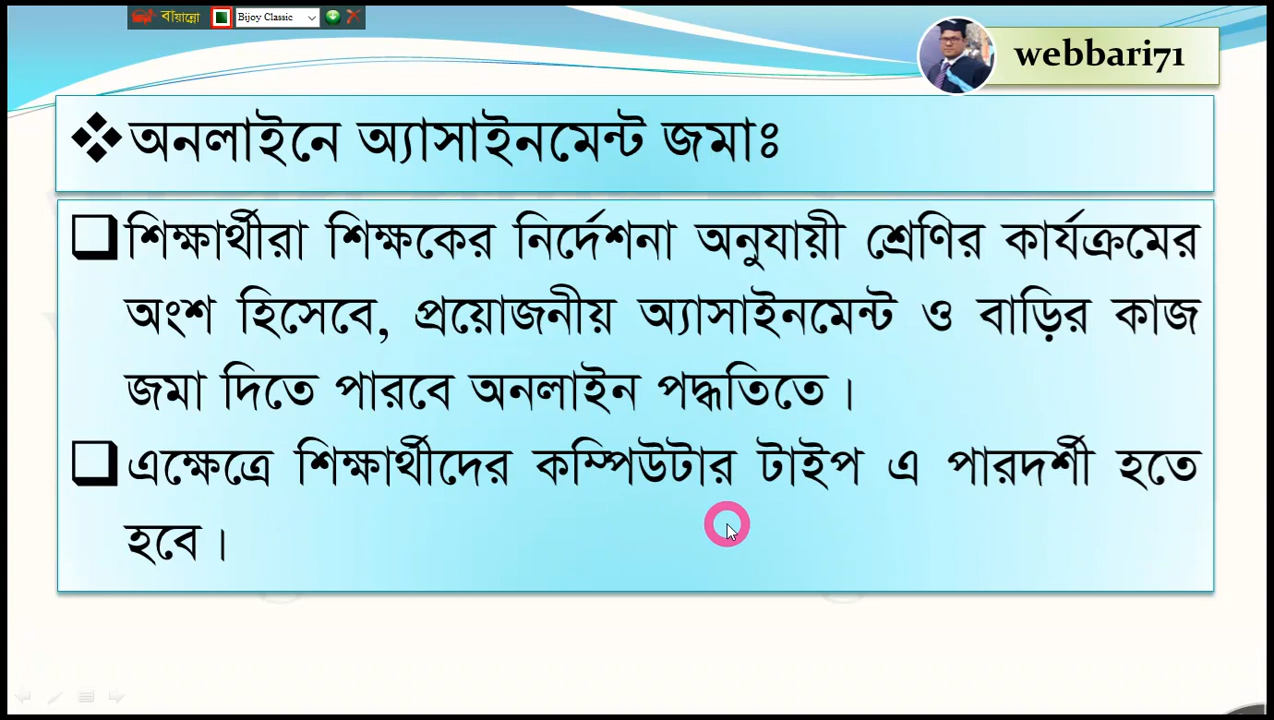 বায়ান্নো Bijoy Classic
webbari71
অনলাইনে অ্যাসাইনমেন্ট জমাঃ
শিক্ষার্থীরা শিক্ষকের নির্দেশনা অনুযায়ী শ্রেণির কার্যক্রমের
অংশ হিসেবে, প্রয়োজনীয় অ্যাসাইনমেন্ট ও বাড়ির কাজ
জমা দিতে পারবে অনলাইন পদ্ধতিতে।
এক্ষেত্রে শিক্ষার্থীদের কম্পিউটার টাইপ এ পারদর্শী হতে
হবে।